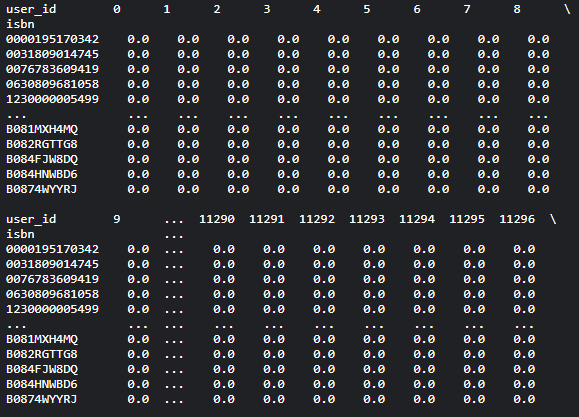 user_id 0 1 2 3 4 5 6 7 8 \
isbn
0000195170342 0.0 0.0 0.0 0.0 0.0 0.0 0.0 0.0 0.0
0031809014745 0.0 0.0 0.0 0.0 0.0 0.0 0.0 0.0 0.0
0076783609419 0.0 0.0 0.0 0.0 0.0 0.0 0.0 0.0 0.0
0630809681058 0.0 0.0 0.0 0.0 0.0 0.0 0.0 0.0 0.0
1230000005499 0.0 0.0 0.0 0.0 0.0 0.0 0.0 0.0 0.0
... ... ... ... ... ... ... ... ... ...
B081MXH4MQ 0.0 0.0 0.0 0.0 0.0 0.0 0.0 0.0 0.0
B082RGTTG8 0.0 0.0 0.0 0.0 0.0 0.0 0.0 0.0 0.0
B084FJW8DQ 0.0 0.0 0.0 0.0 0.0 0.0 0.0 0.0 0.0
B084HNWBD6 0.0 0.0 0.0 0.0 0.0 0.0 0.0 0.0 0.0
B0874WYYRJ 0.0 0.0 0.0 0.0 0.0 0.0 0.0 0.0 0.0
user_id 9 ... 11290 11291 11292 11293 11294 11295 11296 \
isbn ...
0000195170342 0.0 ... 0.0 0.0 0.0 0.0 0.0 0.0 0.0
0031809014745 0.0 ... 0.0 0.0 0.0 0.0 0.0 0.0 0.0
0076783609419 0.0 ... 0.0 0.0 0.0 0.0 0.0 0.0 0.0
0630809681058 0.0 ... 0.0 0.0 0.0 0.0 0.0 0.0 0.0
1230000005499 0.0 ... 0.0 0.0 0.0 0.0 0.0 0.0 0.0
... ... ... ... ... ... ... ... ... ...
B081MXH4MQ 0.0 ... 0.0 0.0 0.0 0.0 0.0 0.0 0.0
B082RGTTG8 0.0 ... 0.0 0.0 0.0 0.0 0.0 0.0 0.0
B084FJW8DQ 0.0 ... 0.0 0.0 0.0 0.0 0.0 0.0 0.0
B084HNWBD6 0.0 ... 0.0 0.0 0.0 0.0 0.0 0.0 0.0
B0874WYYRJ 0.0 ... 0.0 0.0 0.0 0.0 0.0 0.0 0.0